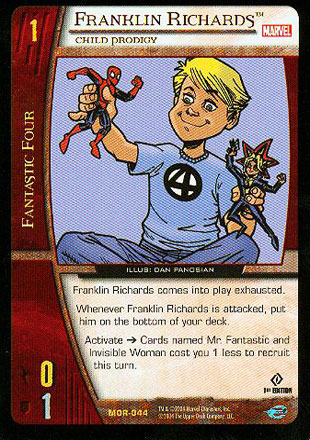 1
FRANKLIN RICHARDS™
CHILD PRODIGY
MARVEL
FANTASTIC FOUR
4
ILLUS: DAN PANOSIAN
Franklin Richards comes into play exhausted.
Whenever Franklin Richards is attacked, put
him on the bottom of your deck.
Activate ➔ Cards named Mr. Fantastic and
Invisible Woman cost you 1 less to recruit
this turn.
0
1
MOR-044
1ST EDITION